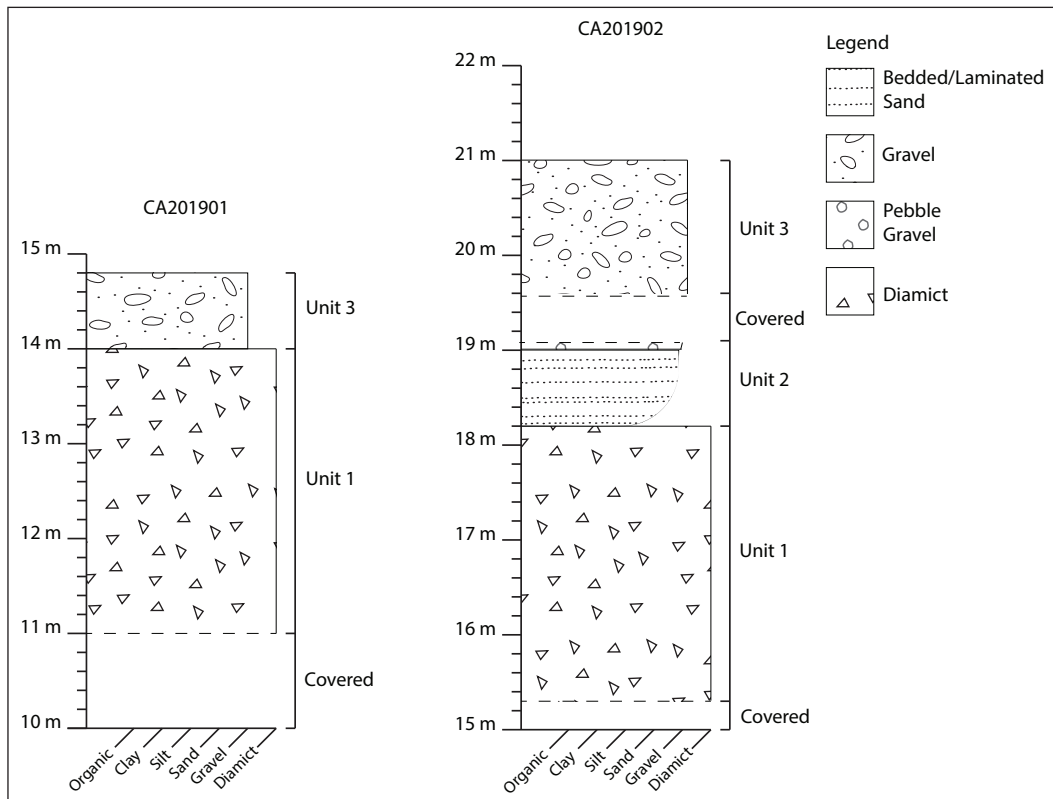 CA201901
15 m
14 m
13 m
12 m
11 m
10 m
Unit 3
Unit 1
Covered
Organic
Clay
Silt
Sand
Gravel
Diamict
CA201902
22 m
21 m
20 m
19 m
18 m
17 m
16 m
15 m
Unit 3
Covered
Unit 2
Unit 1
Covered
Organic
Clay
Silt
Sand
Gravel
Diamict
Legend
Bedded/Laminated
Sand
Gravel
Pebble
Gravel
Diamict